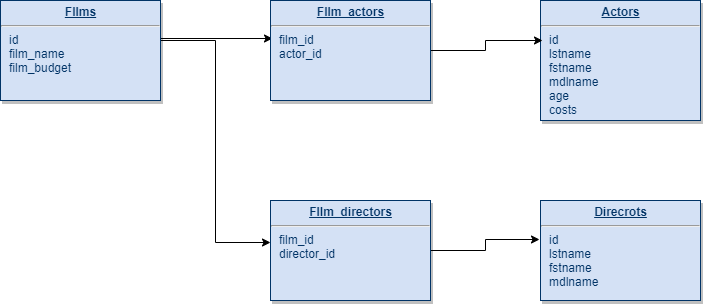 FIlms
id
film_name
film_budget
FIlm_actors
film_id
actor_id
Actors
id
lstname
fstname
mdlname
age
costs
FIlm_directors
film_id
director_id
Direcrots
id
lstname
fstname
mdlname